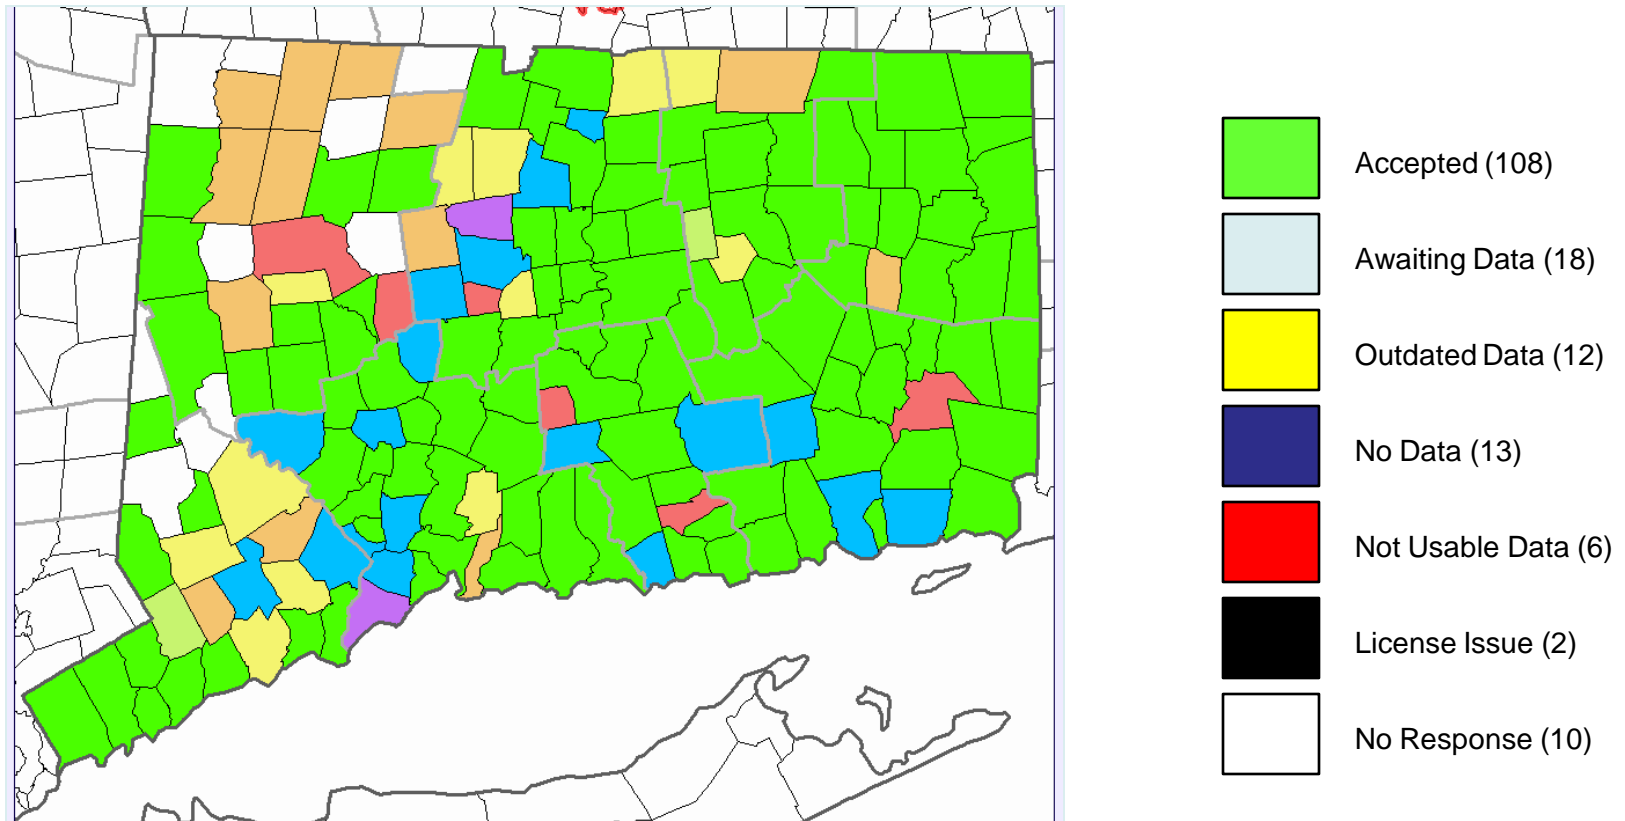 Accepted (108)
Awaiting Data (18)
Outdated Data (12)
No Data (13)
Not Usable Data (6)
License Issue (2)
No Response (10)